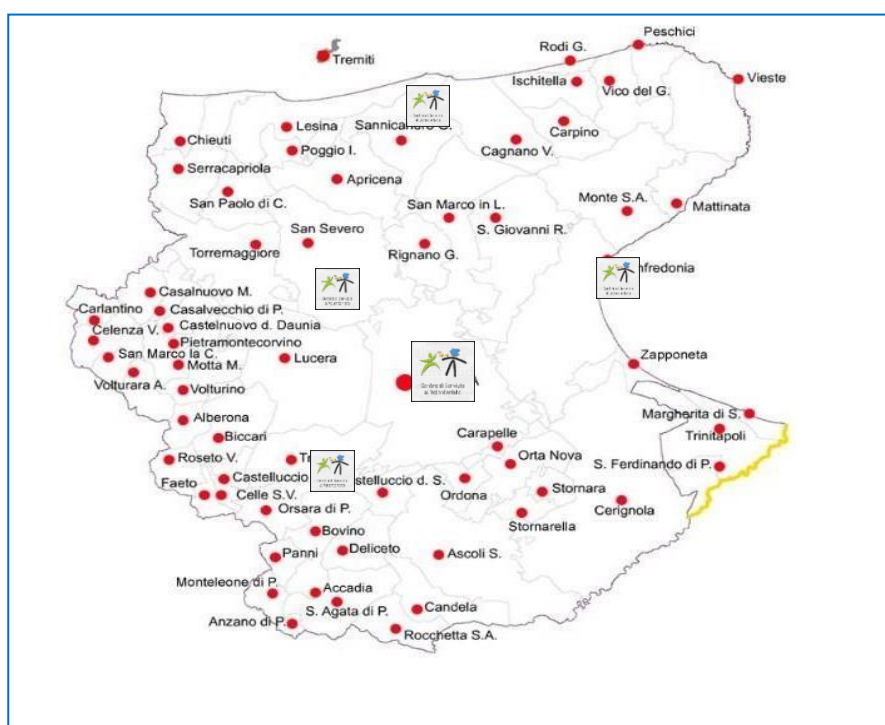 Peschici
Rodi G.
Tremiti
Ischitella
Vico del G.
Vieste
Lesina
Sannicandro G.
Carpino
Chieuti
Poggio I.
Cagnano V.
Serracapriola
Apricena
San Paolo di C.
San Marco in L.
Monte S.A.
Mattinata
San Severo
S. Giovanni R.
Torremaggiore
Rignano G.
nfredonia
Casalnuovo M.
Carlantino
Casalvecchio di P.
Celenza V.
Castelnuovo d. Daunia
Pietramontecorvino
San Marco la C.
Motta M.
Lucera
Zapponeta
Volturara A.
Volturino
Alberona
Margherita di S.
Biccari
Carapelle
Trinitapoli
Roseto V.
Tr
Orta Nova
S. Ferdinando di P.
Faeto
Castelluccio
stelluccio d. S.
Celle S.V.
Ordona
Stornara
Orsara di P.
Cerignola
Stornarella
Bovino
Panni
Deliceto
Ascoli S.
Monteleone di P.
Accadia
S. Agata di P.
Candela
Anzano di P.
Rocchetta S.A.